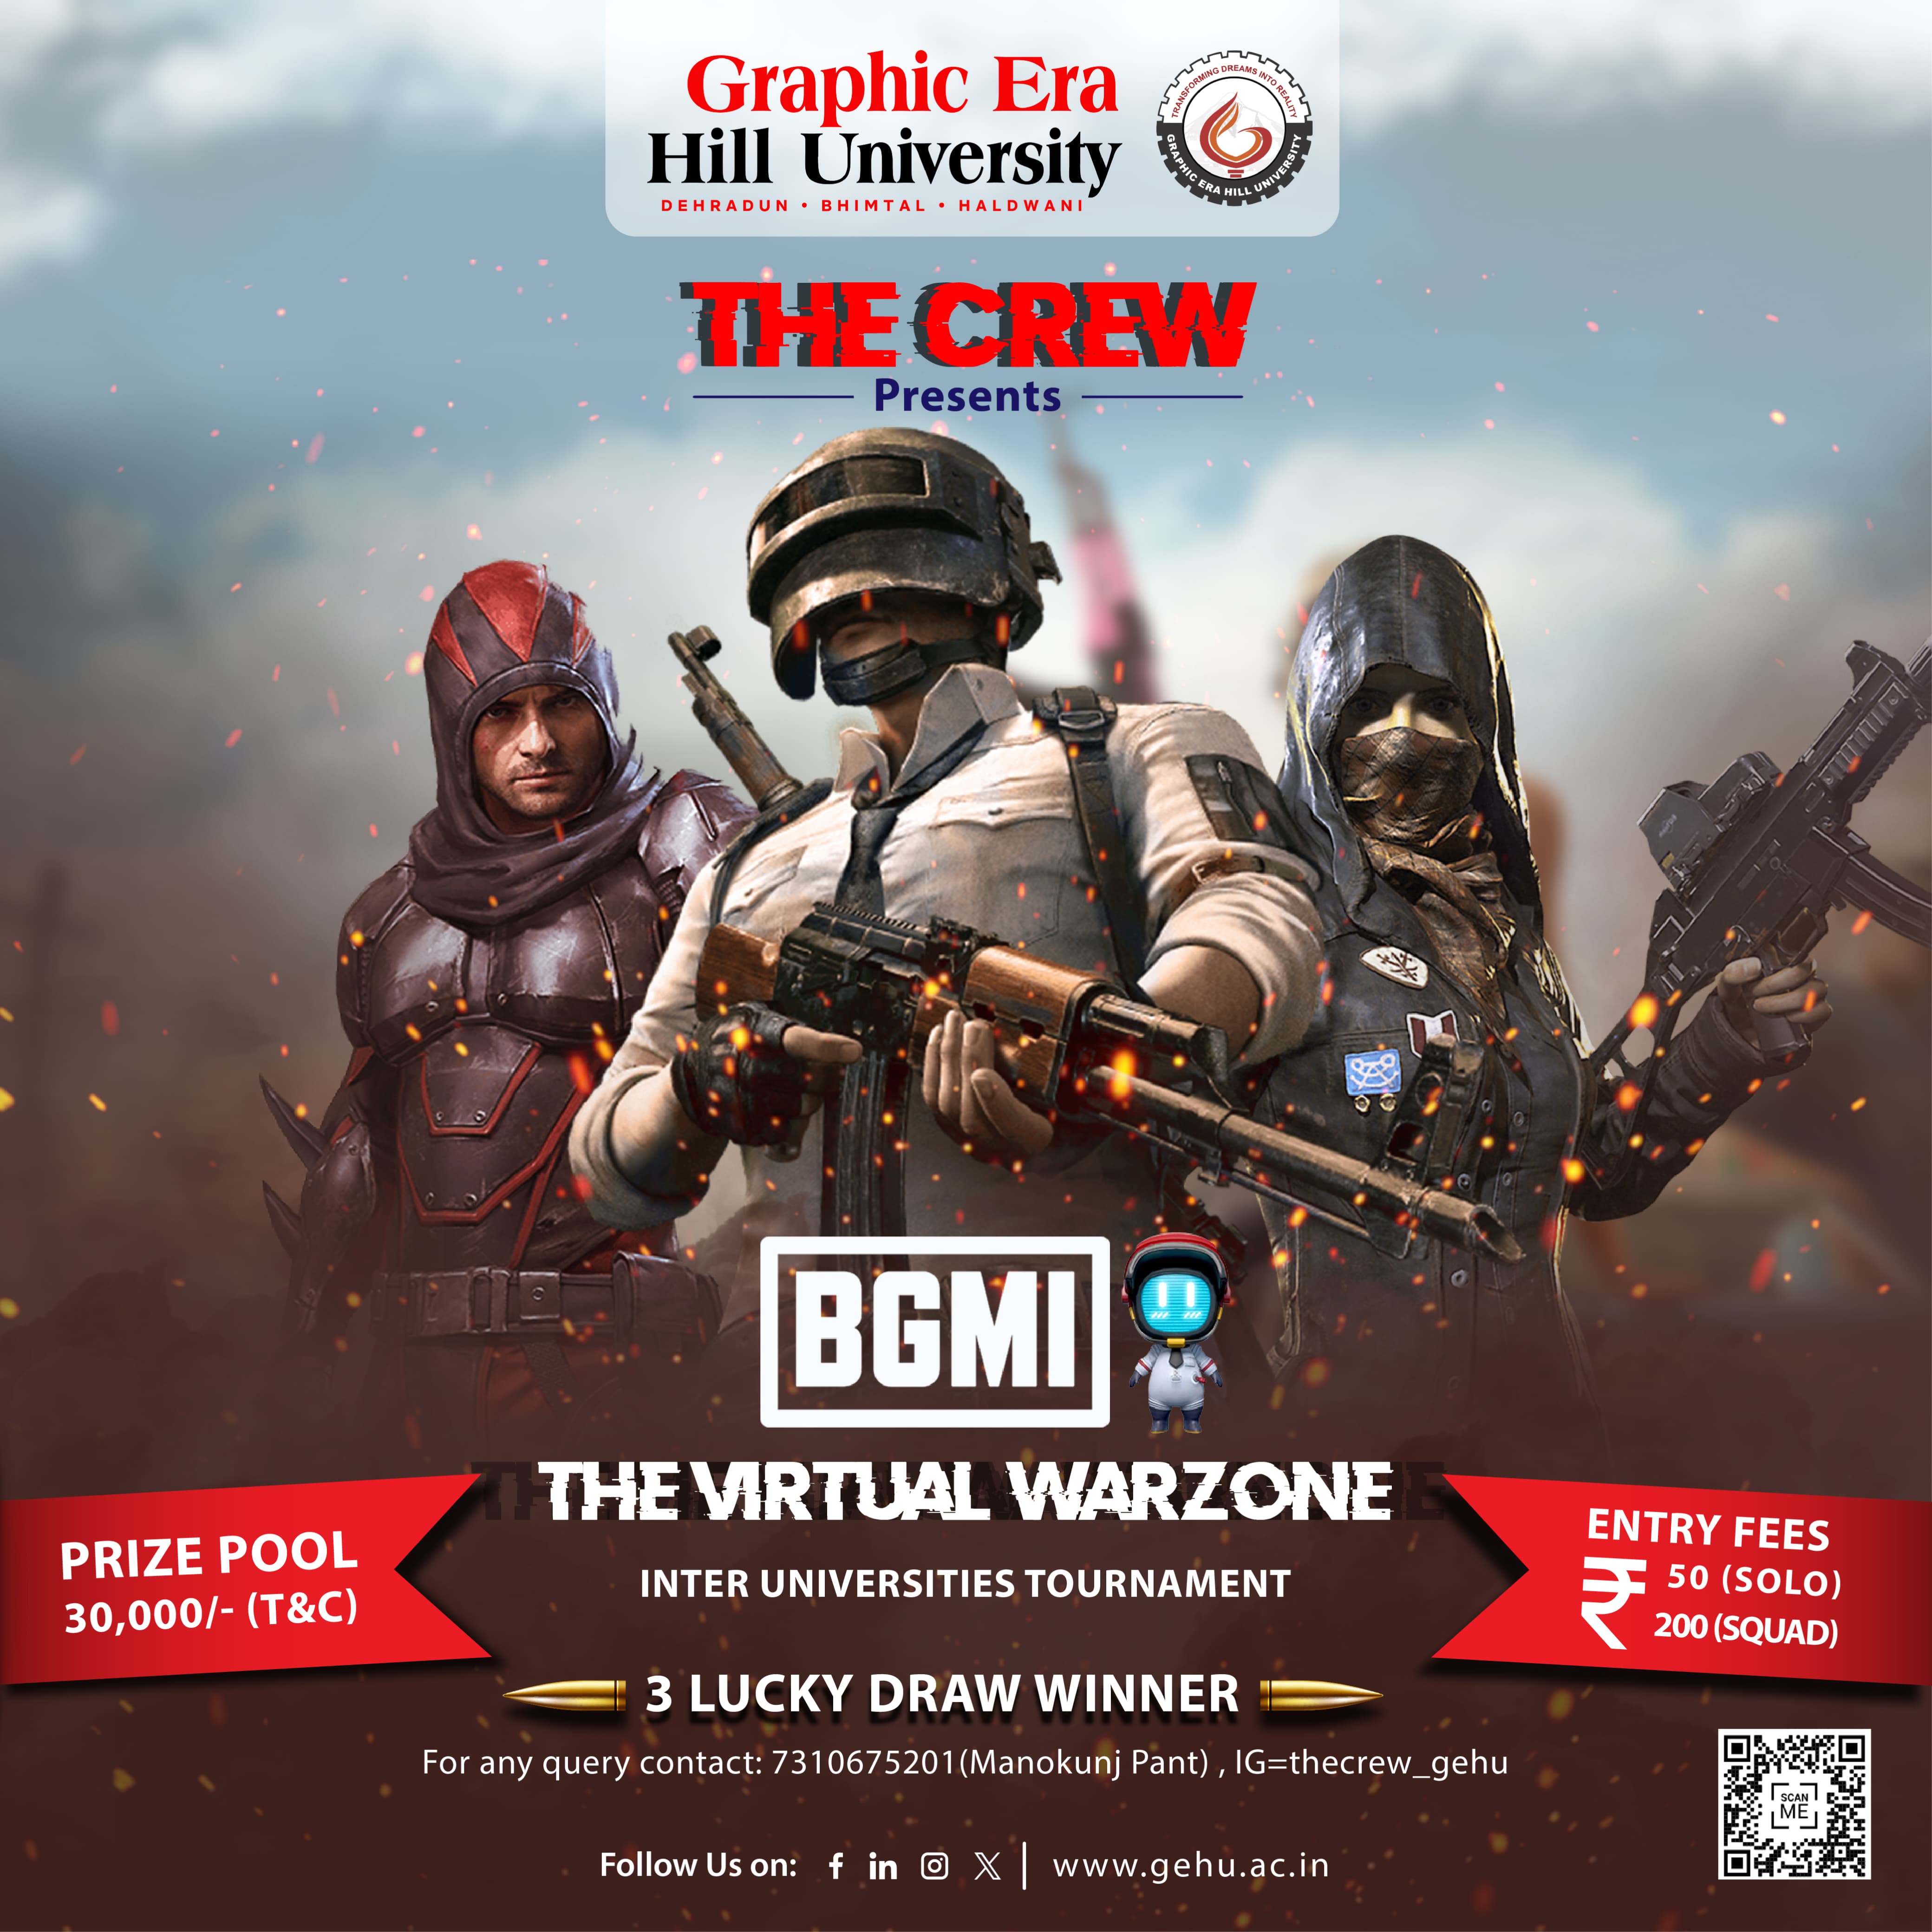 Graphic Era
Hill University
DEHRADUN • BHIMTAL • HALDWANI
TRANSFORMING DREAMS INTO REALITY
GRAPHIC ERA HILL UNIVERSITY
THE CREW
Presents
BGMI
THE VIRTUAL WARZONE
PRIZE POOL
30,000/- (T&C)
INTER UNIVERSITIES TOURNAMENT
ENTRY FEES
₹ 50 (SOLO)
200 (SQUAD)
3 LUCKY DRAW WINNER
For any query contact: 7310675201(Manokunj Pant) , IG=thecrew_gehu
SCAN
ME
Follow Us on: f in X | www.gehu.ac.in